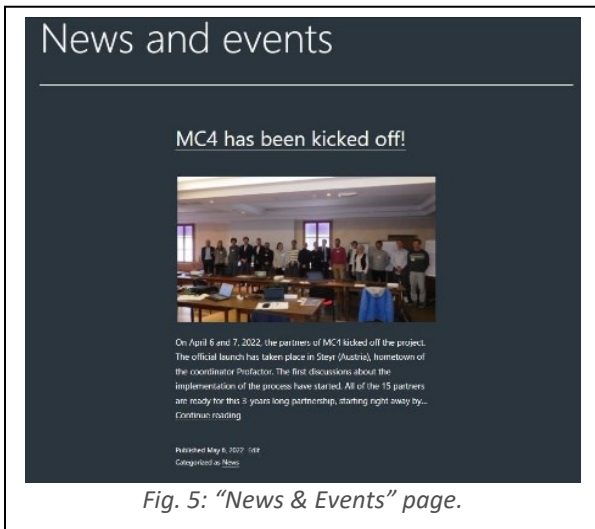 News and events
MC4 has been kicked off!
On April 6 and 7, 2022, the partners of MC4 kicked off the project.
The official launch has taken place in Steyr (Austria), hometown of
the coordinator Profactor. The first discussions about the
implementation of the process have started. All of the 15 partners
are ready for this 3-years long partnership, starting right away by...
Continue reading
Published May 6, 2022 Edit
Categorized as News
Fig. 5: “News & Events” page.